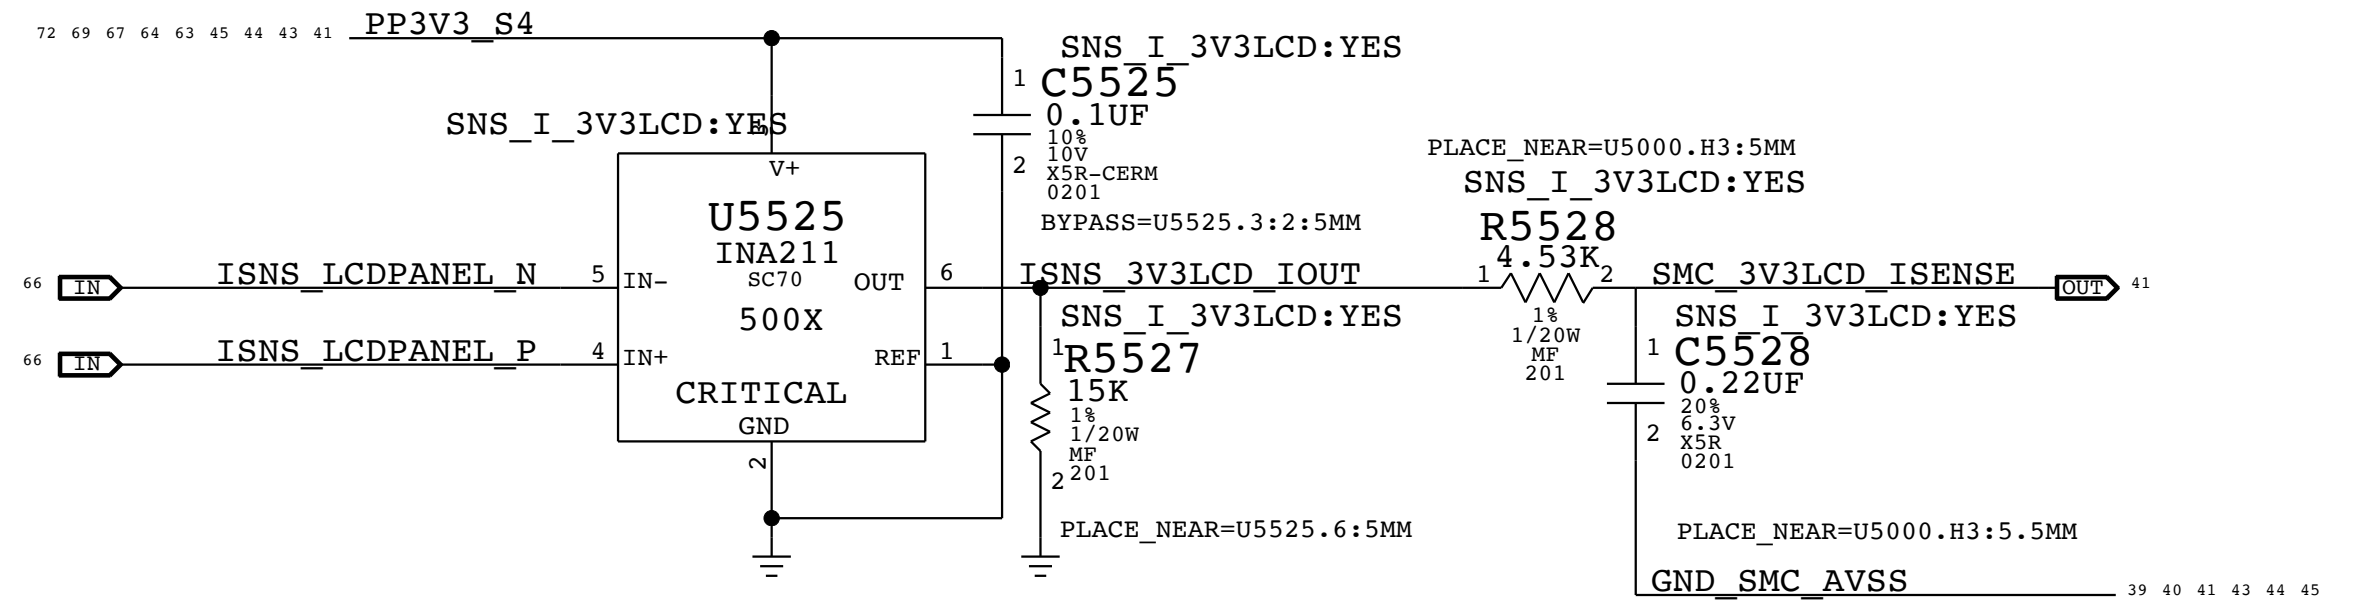 72 69 67 64 63 45 44 43 41 PP3V3_S4
SNS_I_3V3LCD:YES
1 C5525
0.1UF
10%
10V
2 X5R-CERM
0201
BYPASS=U5525.3:2:5MM
SNS_I_3V3LCD:YES
3
V+
U5525
INA211
SC70
500X
CRITICAL
GND
2
66 IN ISNS_LCDPANEL_N 5 IN-
66 IN ISNS_LCDPANEL_P 4 IN+
OUT 6 ISNS_3V3LCD_IOUT
REF 1
SNS_I_3V3LCD:YES
1 R5527
15K
1%
1/20W
MF
2 201
PLACE_NEAR=U5525.6:5MM
PLACE_NEAR=U5000.H3:5MM
SNS_I_3V3LCD:YES
R5528
4.53K
1 2
1%
1/20W
MF
201
SMC_3V3LCD_ISENSE OUT 41
SNS_I_3V3LCD:YES
1 C5528
0.22UF
20%
6.3V
2 X5R
0201
PLACE_NEAR=U5000.H3:5.5MM
GND_SMC_AVSS 39 40 41 43 44 45